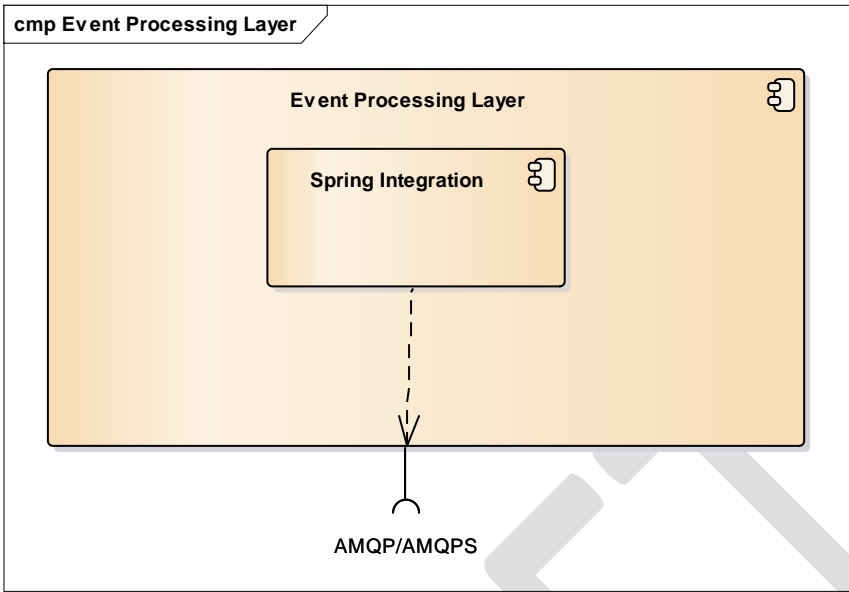 cmp Event Processing Layer
Event Processing Layer
Spring Integration
AMQP/AMQPS